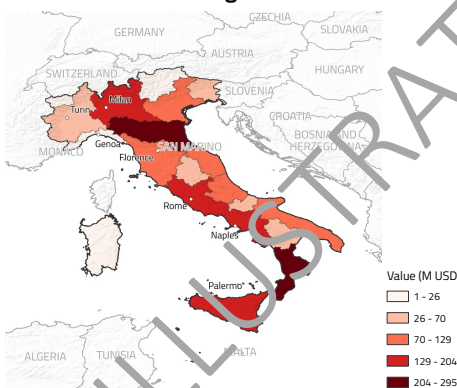 CZECHIA
GERMANY
SLOVAKIA
AUSTRIA
HUNGARY
SWITZERLAND
SLOVENIA
Milan
Turin
CROATIA
BOSNIA AND
HERZEGOVINA
MONACO
Genoa
SAN MARINO
Florence
Rome
Naples
Palermo
Value (M USD
1 - 26
26 - 70
70 - 129
129 - 204
204 - 295
MALTA
ALGERIA
TUNISIA